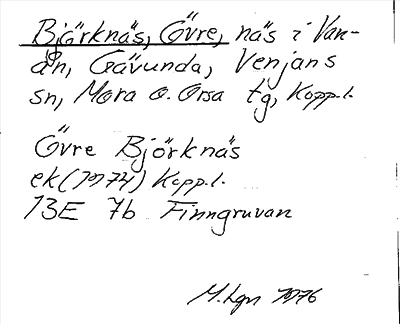 Björknäs, Övre, näs i Van-
ån, Gävunda, Venjans
sn, Mora o. Orsa tg, Kopp.l.
Övre Björknäs
ek (1974) Kopp.l.
13E 7b Finngruvan
M.Lgn 1976